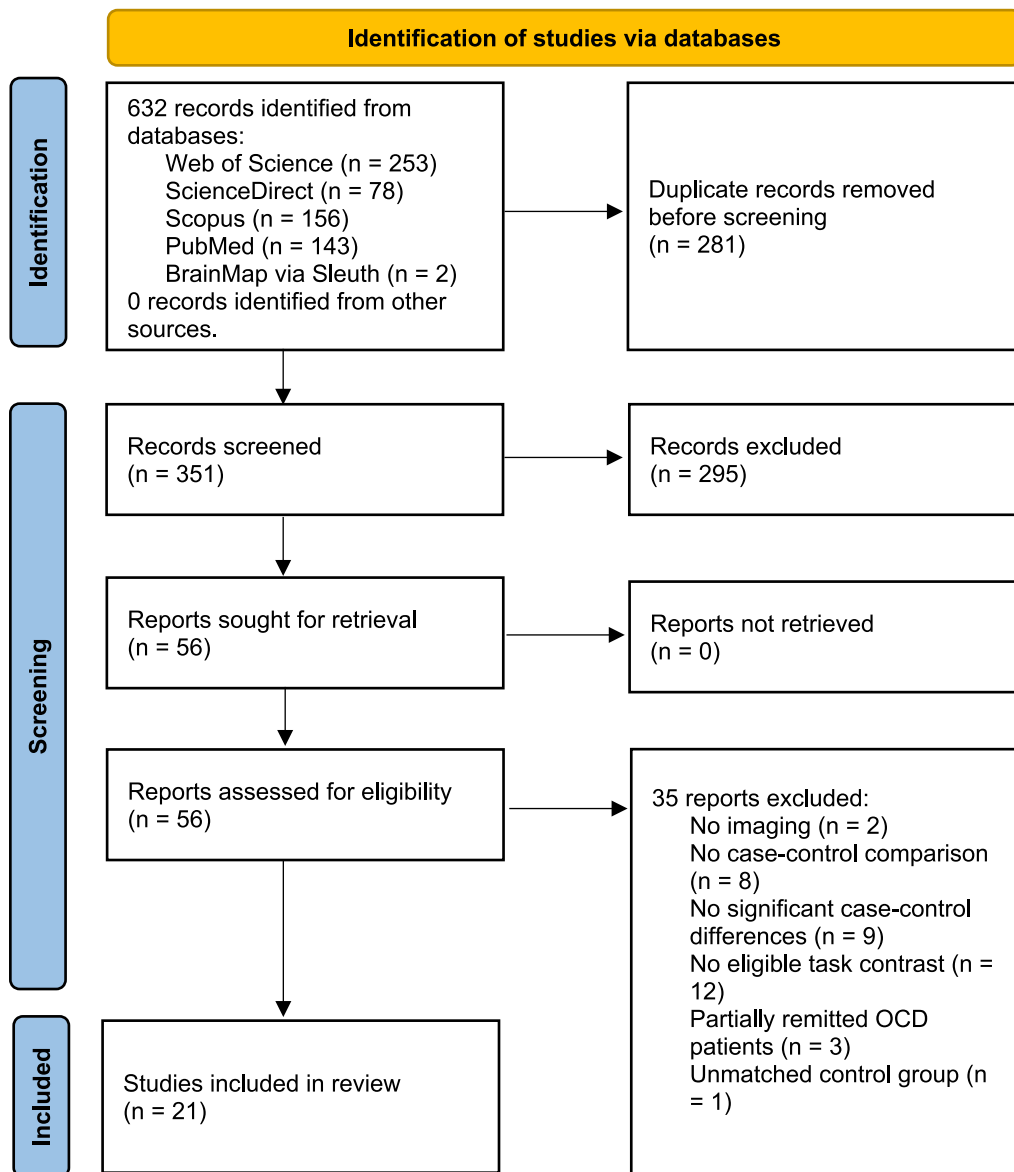 Identification of studies via databases
Identification
632 records identified from
databases:
Web of Science (n = 253)
ScienceDirect (n = 78)
Scopus (n = 156)
PubMed (n = 143)
BrainMap via Sleuth (n = 2)
0 records identified from other
sources.
Duplicate records removed
before screening
(n = 281)
Screening
Records screened
(n = 351)
Records excluded
(n = 295)
Reports sought for retrieval
(n = 56)
Reports not retrieved
(n = 0)
Reports assessed for eligibility
(n = 56)
35 reports excluded:
No imaging (n = 2)
No case-control comparison
(n = 8)
No significant case-control
differences (n = 9)
No eligible task contrast (n =
12)
Partially remitted OCD
patients (n = 3)
Unmatched control group (n
= 1)
Included
Studies included in review
(n = 21)